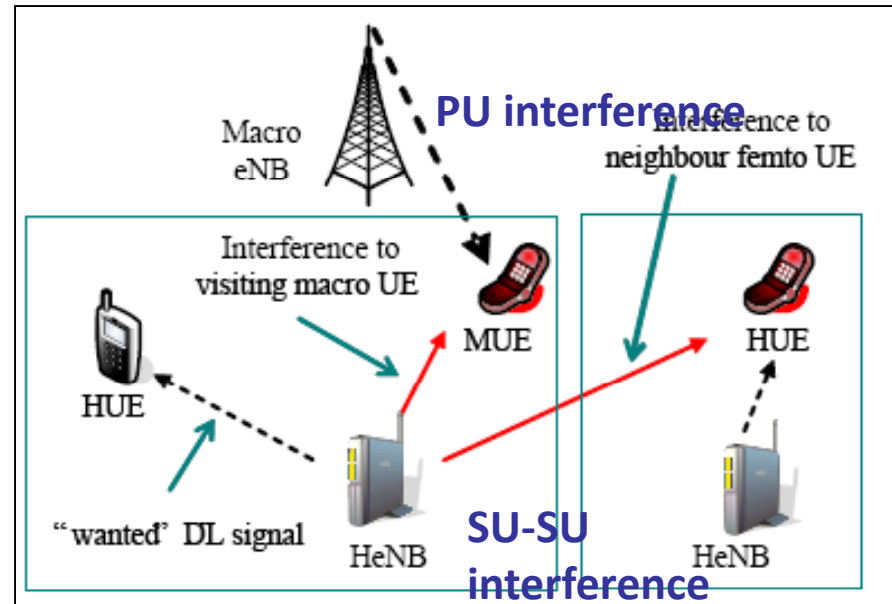 PU interference
Macro
eNB
Interference to
neighbour femto UE
Interference to
visiting macro UE
MUE
HUE
HUE
“wanted” DL signal
HeNB
SU-SU
interference
HeNB